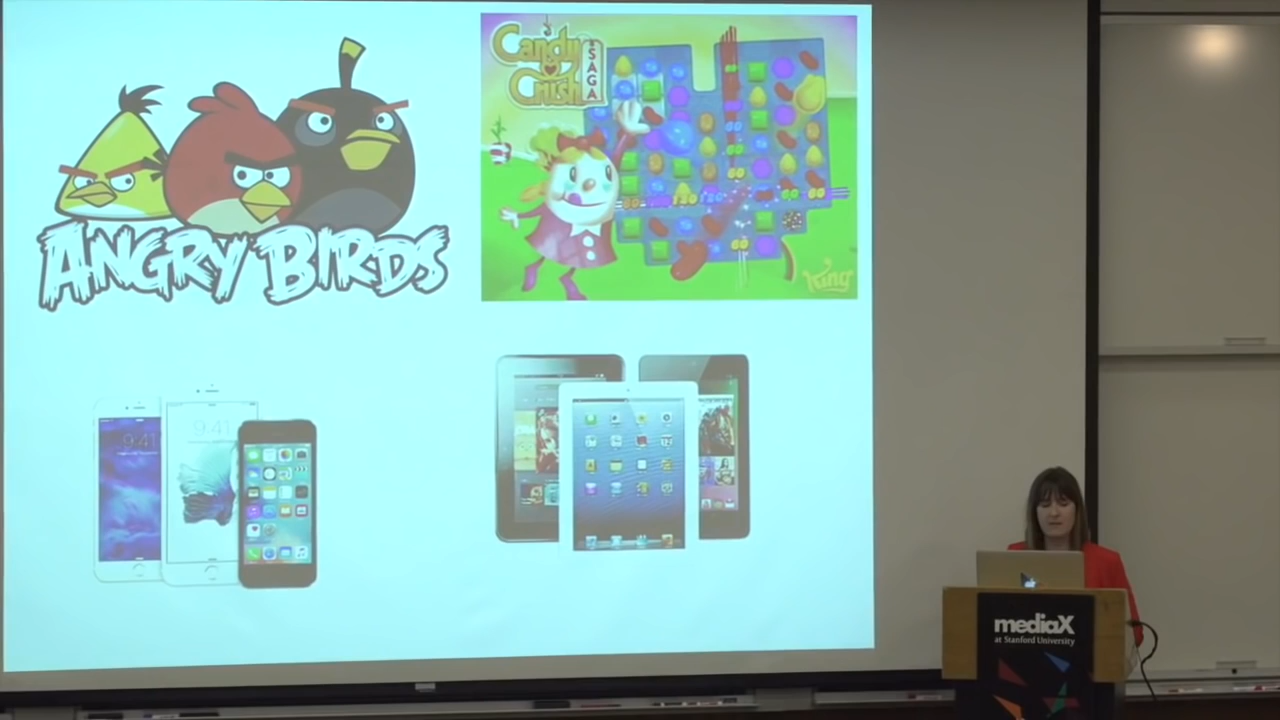 Candy
Crush
SAGA
ANGRY BIRDS
King
9:41
9:41
mediaX
at Stanford University